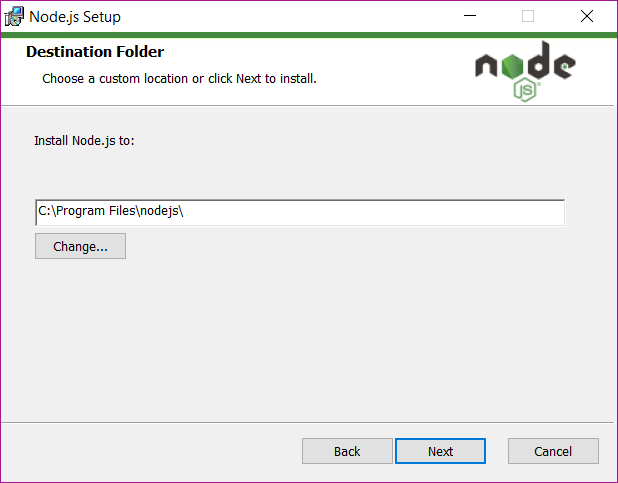 Node.js Setup
Destination Folder
Choose a custom location or click Next to install.
node
JS
Install Node.js to:
C:\Program Files\nodejs\
Change...
Back
Next
Cancel